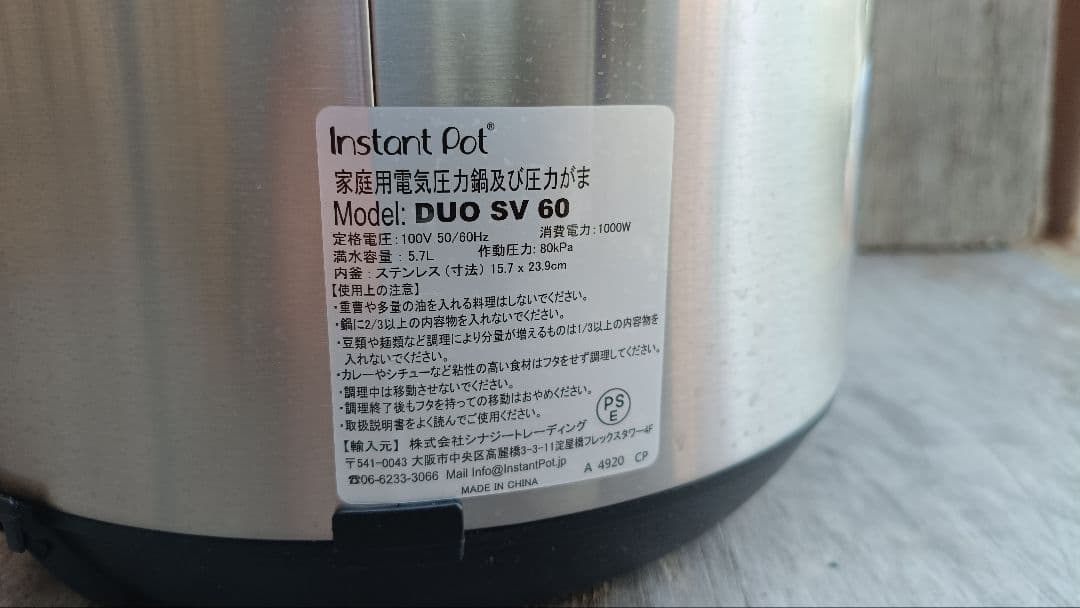 Instant Pot®
家庭用電気圧力鍋及び圧力がま
Model: DUO SV 60
定格電圧:100V 50/60Hz 消費電力:1000W
満水容量: 5.7L 作動圧力: 80kPa
内釜: ステンレス (寸法) 15.7 x 23.9cm
【使用上の注意】
・重曹や多量の油を入れる料理はしないでください。
・鍋に2/3以上の内容物を入れないでください。
・豆類や麺類など調理により分量が増えるものは1/3以上の内容物を
入れないでください。
・カレーやシチューなど粘性の高い食材はフタをせず調理してください。
・調理中は移動させないでください。
・調理終了後もフタを持っての移動はおやめください。
・取扱説明書をよく読んでご使用ください。
PS
E
【輸入元】 株式会社シナジートレーディング
〒541-0043 大阪市中央区高麗橋3-3-11淀屋橋フレックスタワー4F
☎06-6233-3066 Mail Info@InstantPot.jp A 4920 CP
MADE IN CHINA